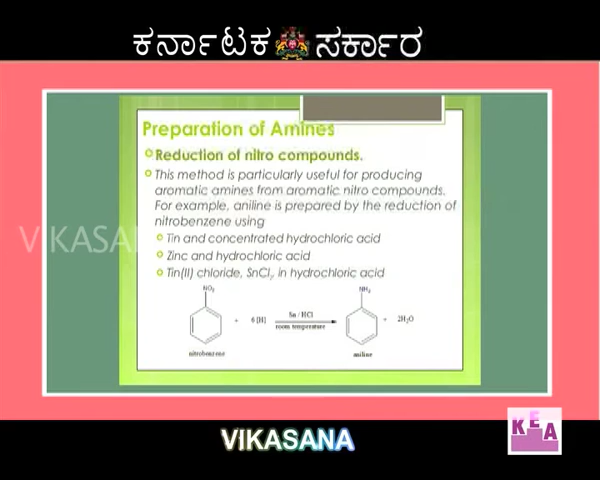 ಕರ್ನಾಟಕ ಸರ್ಕಾರ
Preparation of Amines
Reduction of nitro compounds.
This method is particularly useful for producing
aromatic amines from aromatic nitro compounds.
For example, aniline is prepared by the reduction of
nitrobenzene using
Tin and concentrated hydrochloric acid
Zinc and hydrochloric acid
Tin(II) chloride, SnCl₂, in hydrochloric acid
NO₂ NH₂
+ 6 [H] Sn / HCl + 2H₂O
room temperature
nitrobenzene aniline
VIKASANA
KEA
VIKASANA